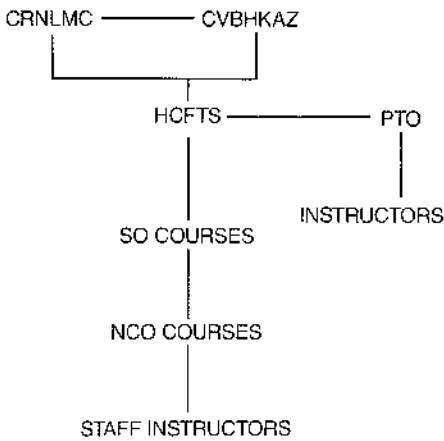 CRNLMC CVBHKAZ
HCFTS PTO
INSTRUCTORS
SO COURSES
NCO COURSES
STAFF INSTRUCTORS